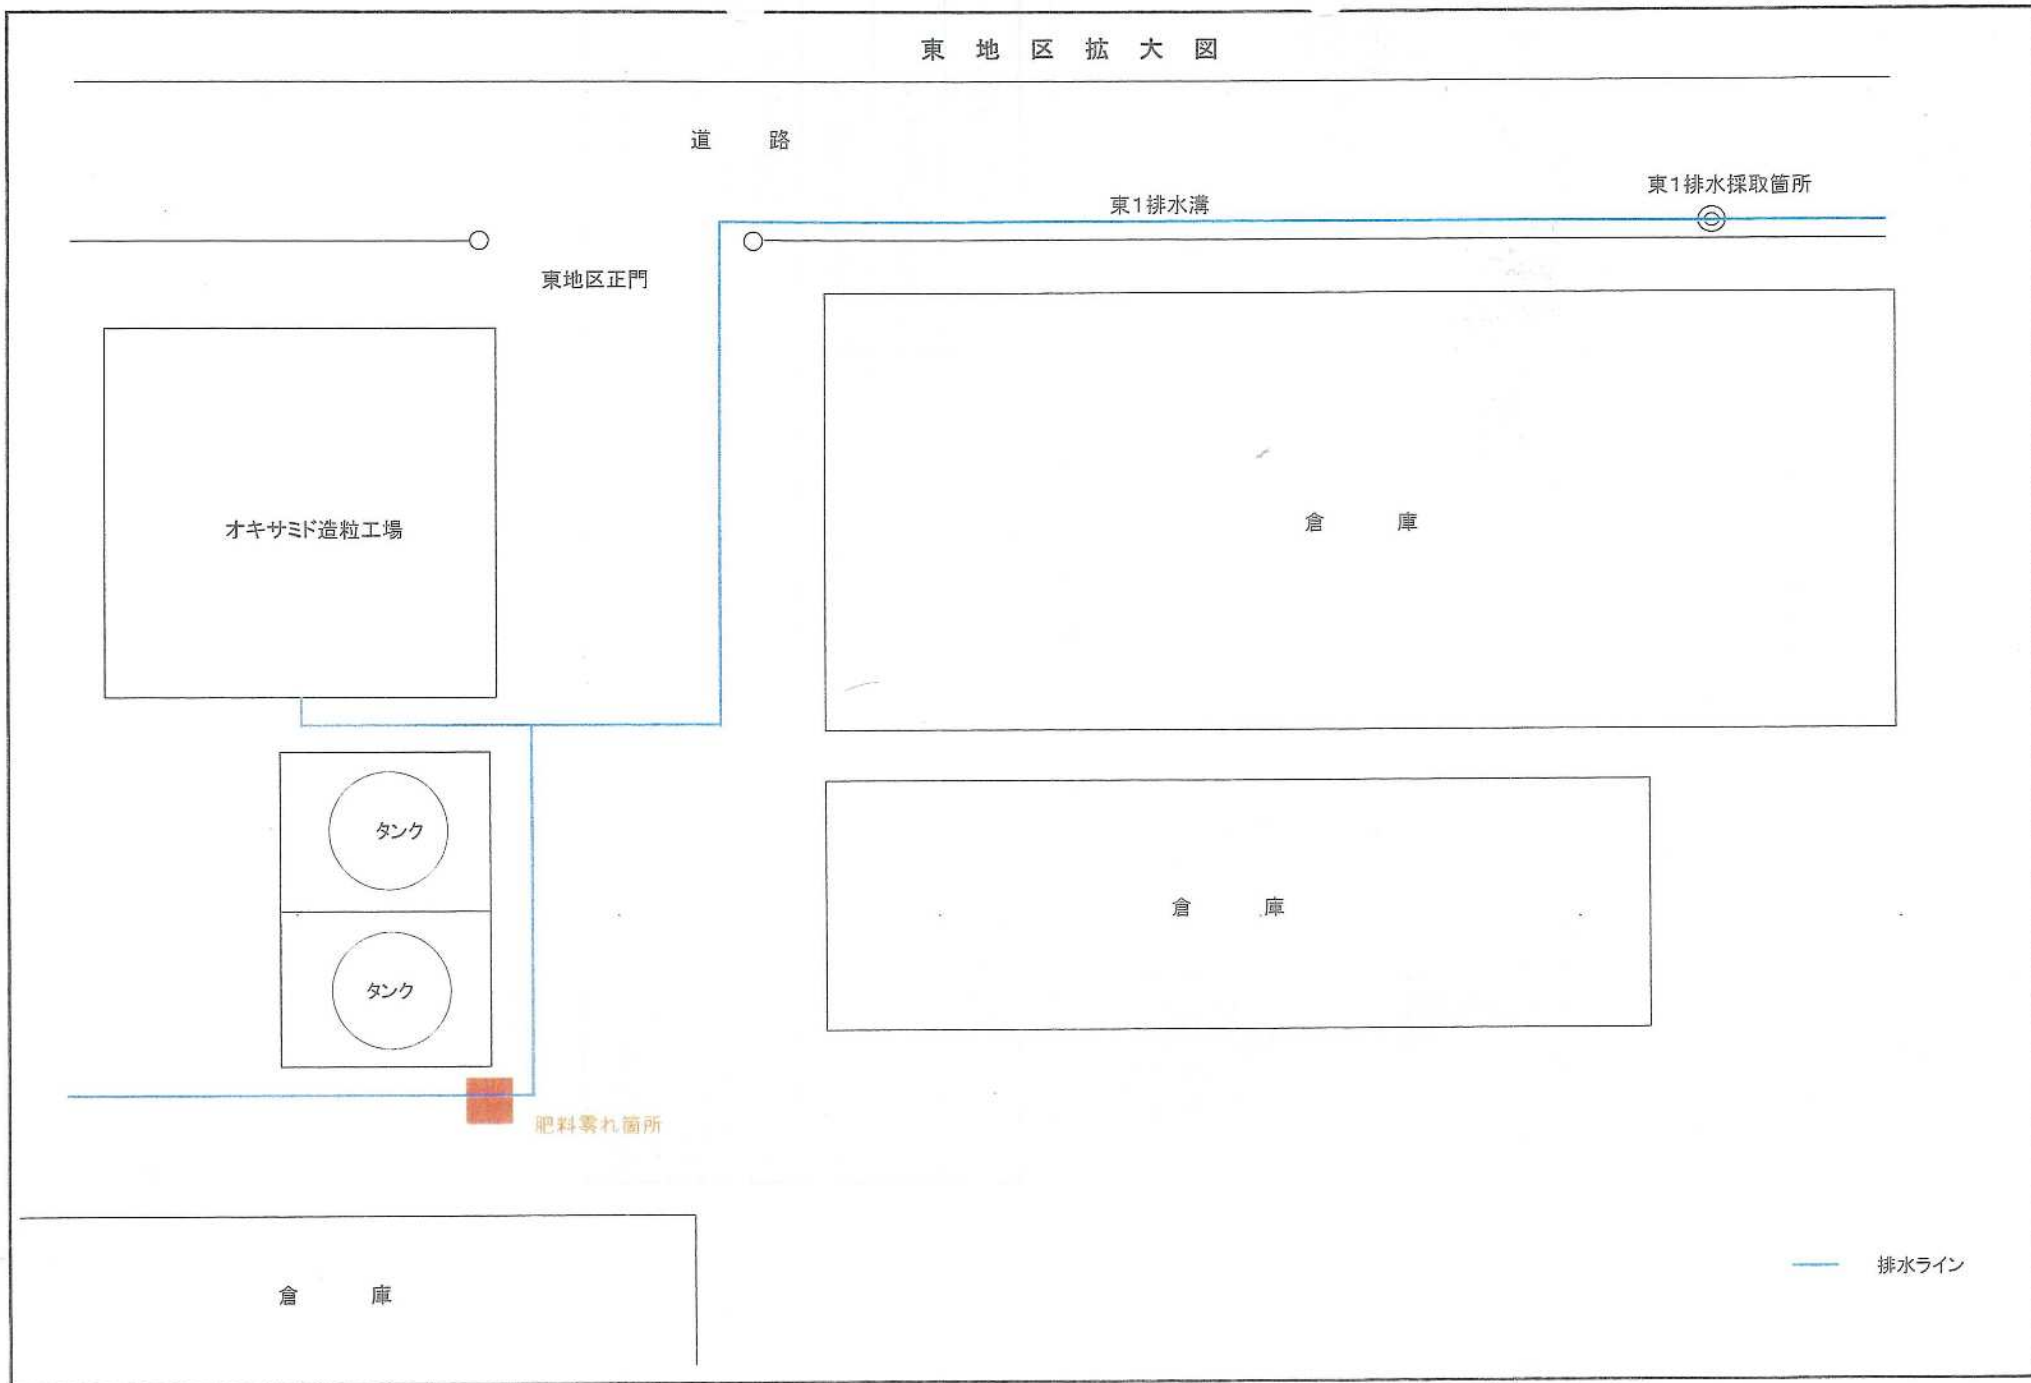 東地区拡大図
道路
東1排水採取箇所
東1排水溝
東地区正門
オキサミド造粒工場
倉庫
タンク
倉庫
タンク
肥料零れ箇所
排水ライン
倉庫